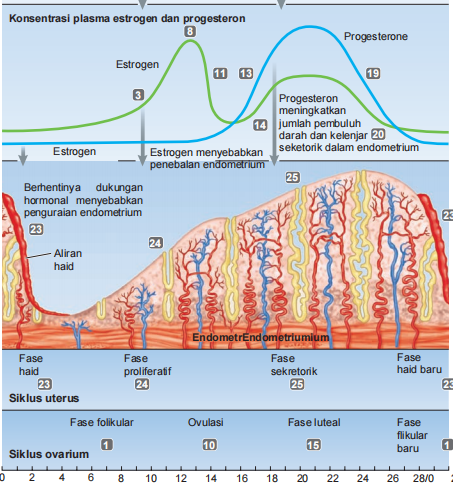 Konsentrasi plasma estrogen dan progesteron
8
Progesterone
Estrogen
3
11
13
19
14
20
Progesteron
meningkatkan
jumlah pembuluh
darah dan kelenjar
seketorik dalam endometrium
Estrogen
Estrogen menyebabkan
penebalan endometrium
Berhentinya dukungan
hormonal menyebabkan
penguraian endometrium
23
Aliran
haid
24
25
23
EndometrEndometriumium
Fase
haid
23
Fase
proliferatif
24
Fase
sekretorik
25
Fase
haid baru
23
Siklus uterus
Fase folikular
1
Ovulasi
10
Fase luteal
15
Fase
flikular
baru
1
Siklus ovarium
0 2 4 6 8 10 12 14 16 18 20 22 24 26 28/0 2